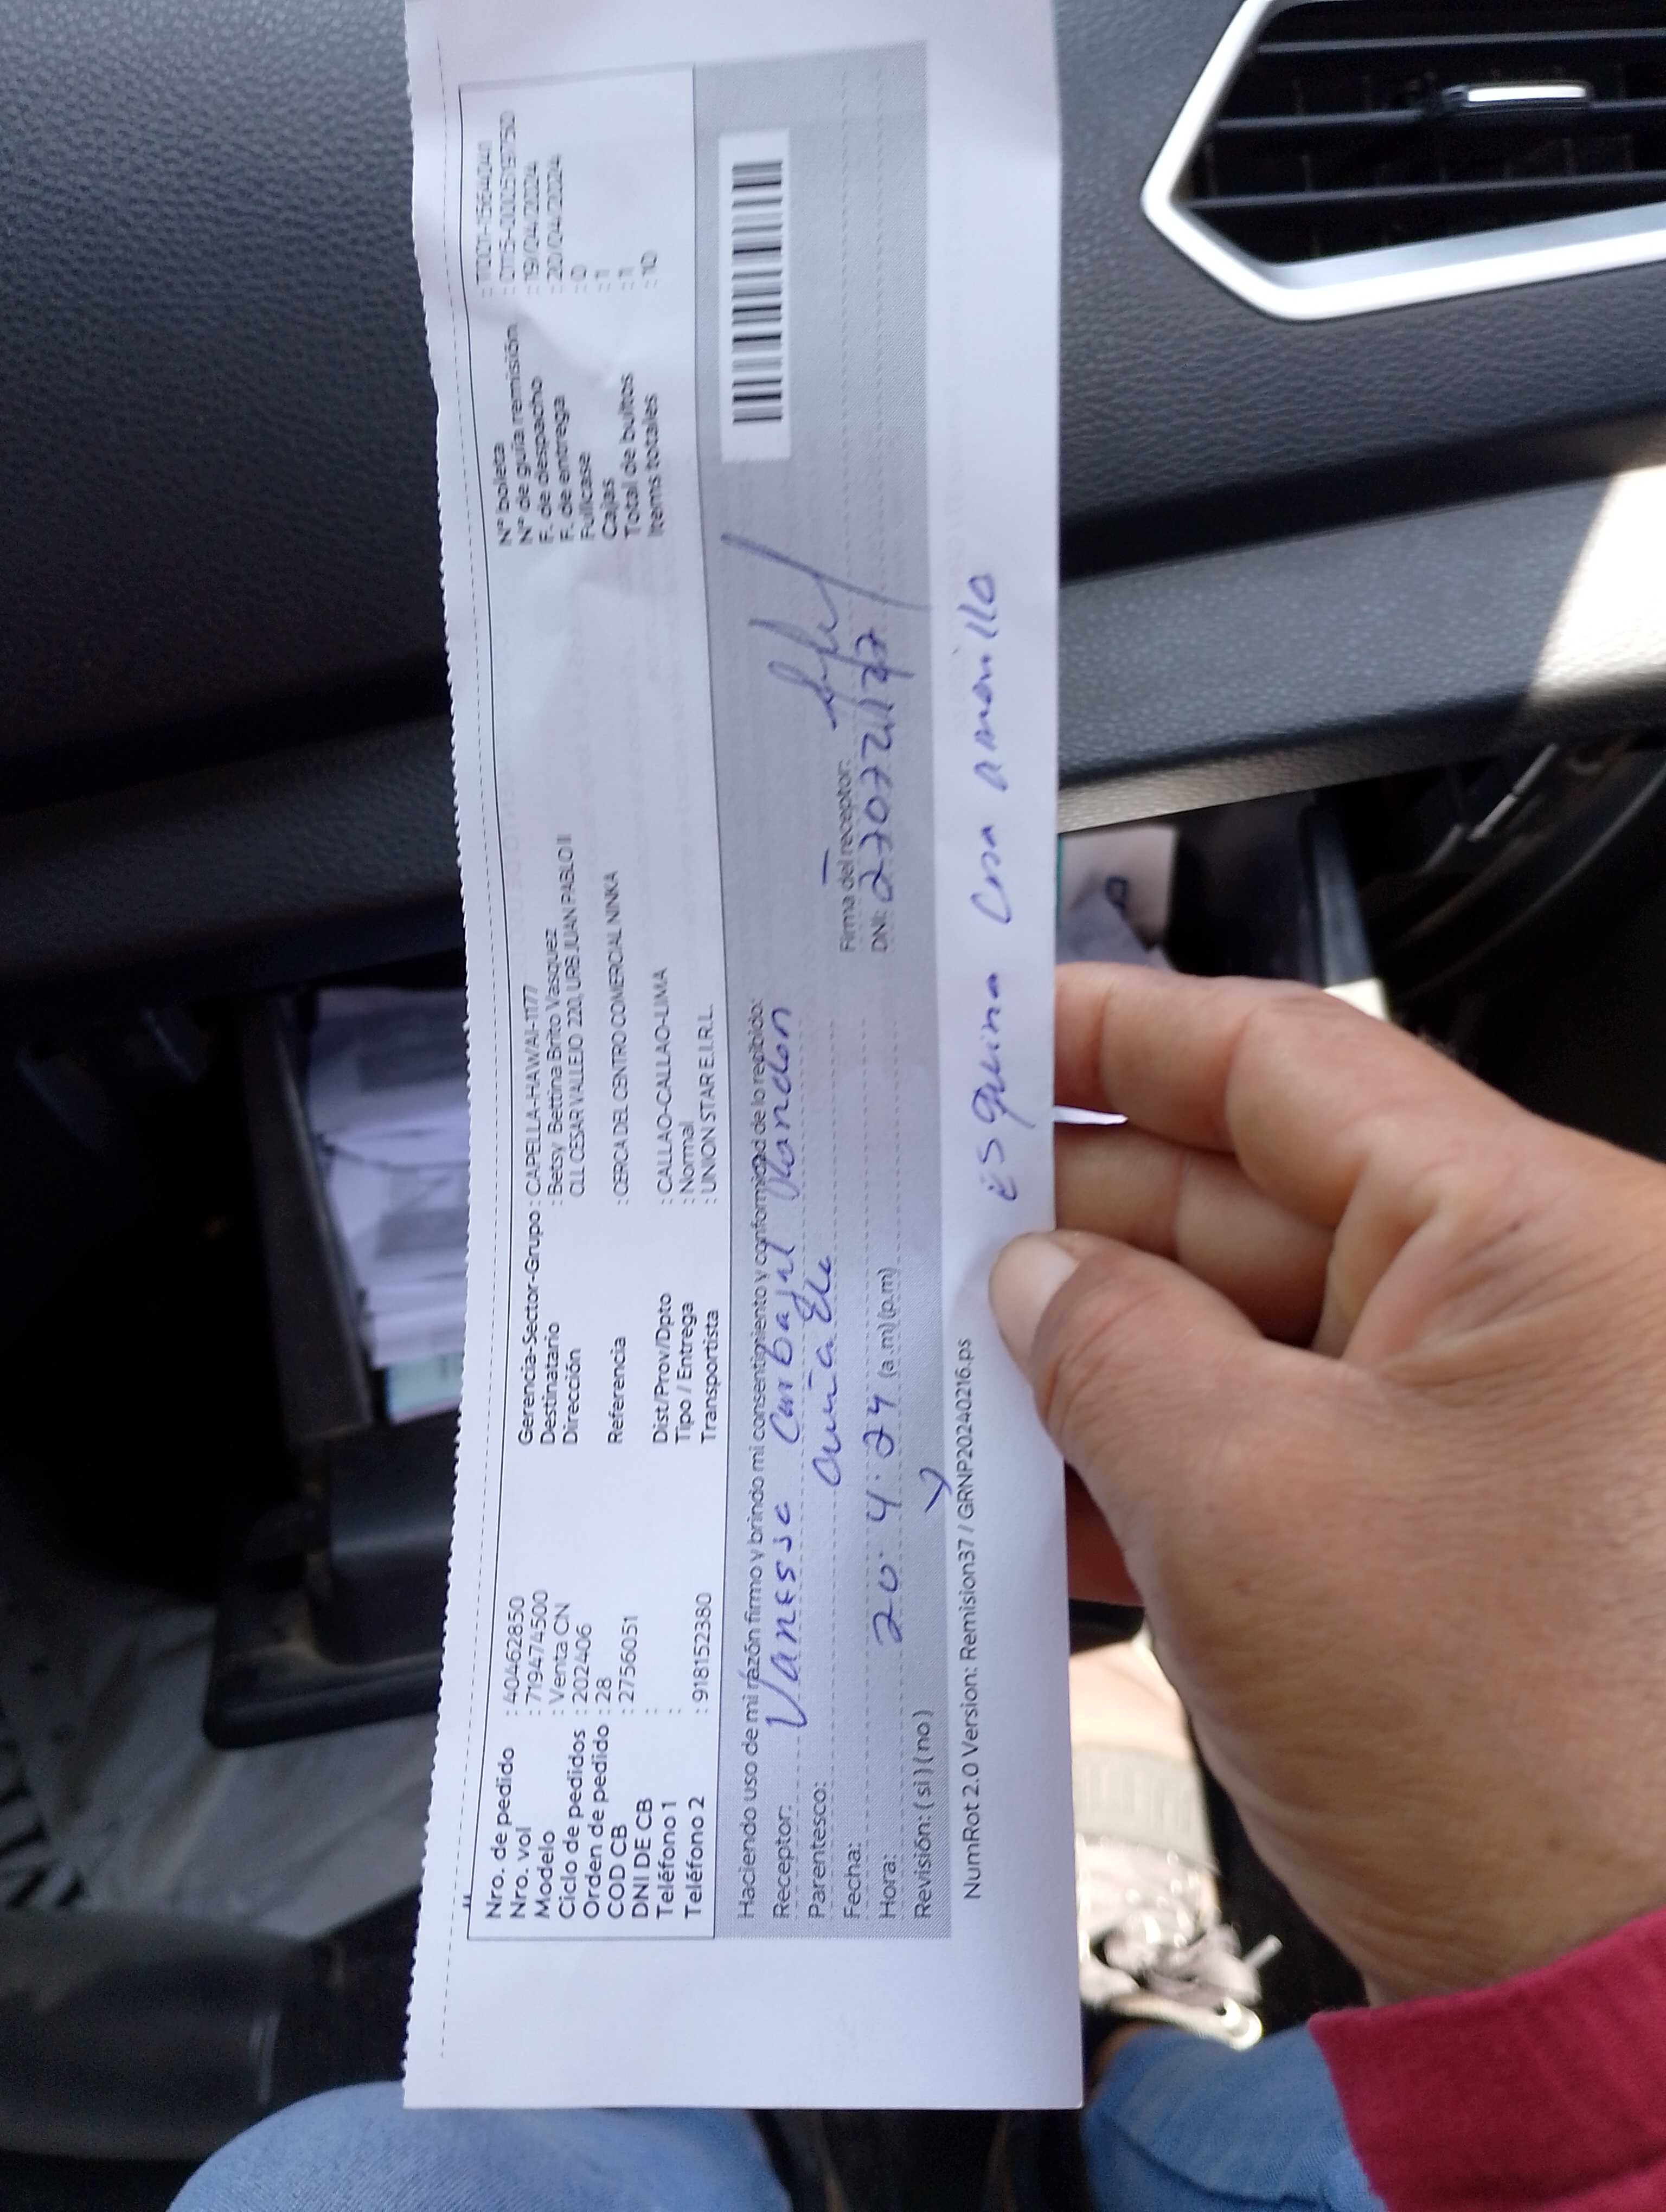 Nro. de pedido : 40462850
Nro. vol : 719474500
Modelo : Venta CN
Ciclo de pedidos : 202406
Orden de pedido : 28
COD CB : 27556051
DNI DE CB :
Teléfono 1 :
Teléfono 2 : 918152380
Gerencia-Sector-Grupo : CAPELLA-HAWAI-1177
Destinatario : Betsy Bettina Brito Vasquez
Dirección CLL CESAR VALLEJO 220, URB. JUAN PABLO II
Referencia : CERCA DEL CENTRO COMERCIAL NINKA
Dist/Prov/Dpto : CALLAO-CALLAO-LIMA
Tipo / Entrega : Normal
Transportista : UNION STAR E.I.R.L.
Nº boleta
Nº de guía remisión
F. de despacho : 19/04/2024
F. de entrega : 20/04/2024
Fullcase : 0
Cajas : 1
Total de bultos : 1
Items totales : 10
Haciendo uso de mi razón firmo y brindo mi consentimiento y conformidad de lo recibido:
Receptor: Vanessa Carbajal
Parentesco:
Fecha: 20. 4. 24
Hora: (a.m) (p.m)
Revisión: ( si ) ( no )
Firma del receptor:
DNI:
NumRot 2.0 Version: Remision37 / GRNP20240216.ps
esquina Casa amarillo